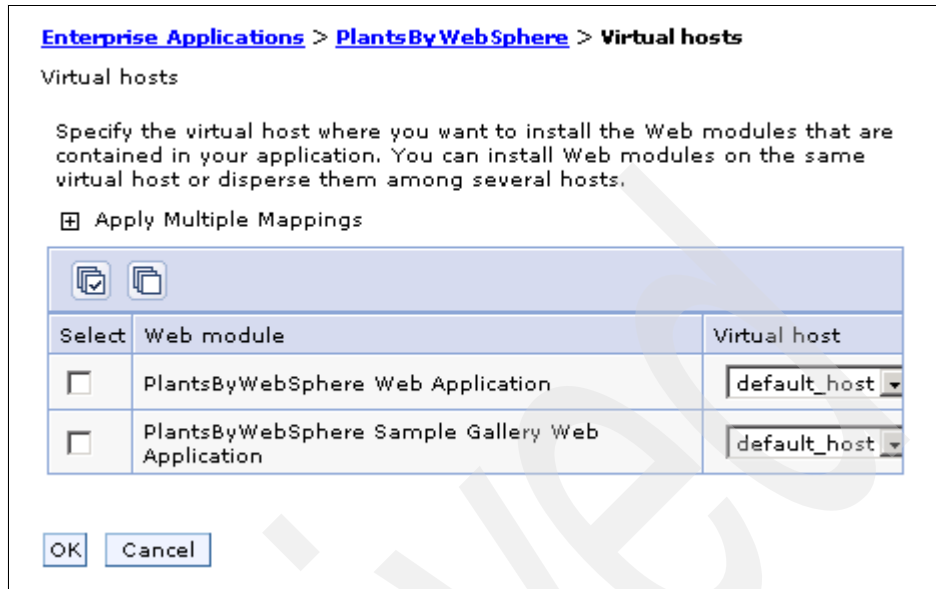 Enterprise Applications > PlantsByWebSphere > Virtual hosts
Virtual hosts
Specify the virtual host where you want to install the Web modules that are
contained in your application. You can install Web modules on the same
virtual host or disperse them among several hosts.
Apply Multiple Mappings
Select Web module Virtual host
PlantsByWebSphere Web Application default_host
PlantsByWebSphere Sample Gallery Web
Application default_host
OK Cancel